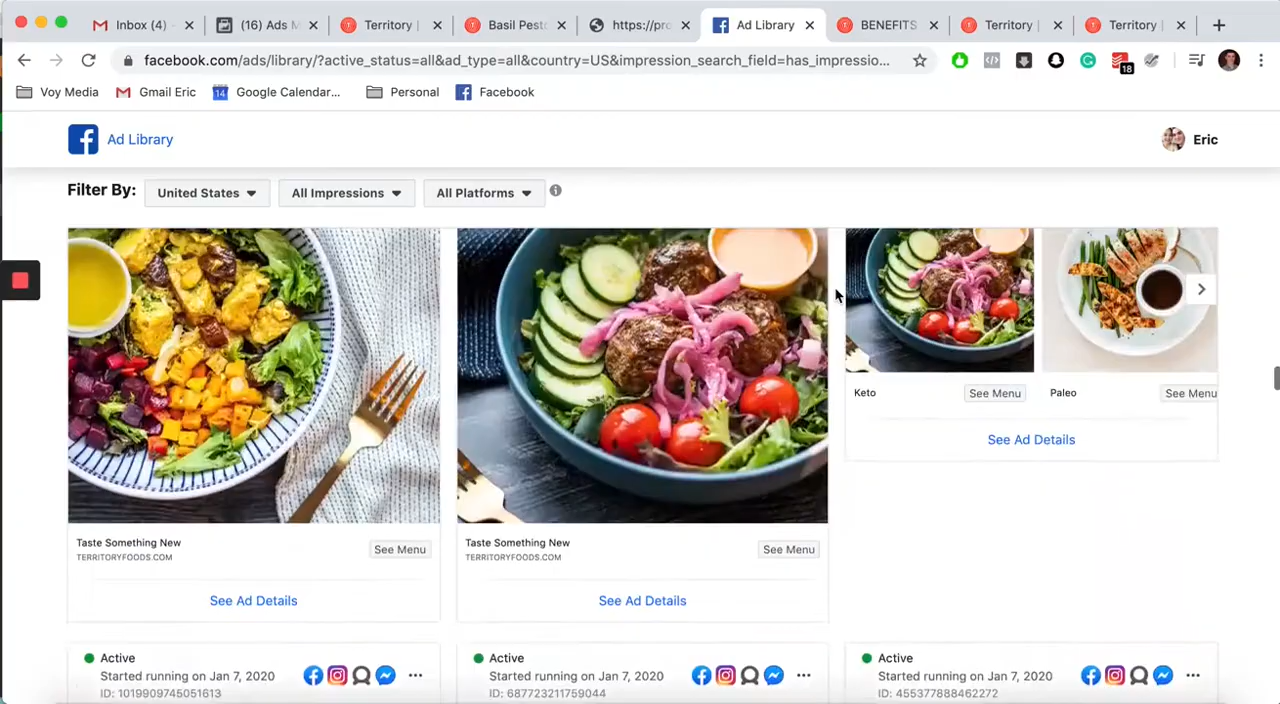 Inbox (4)
(16) Ads M
Territory |
Basil Pest
https://pro
Ad Library
BENEFITS
Territory |
Territory |
facebook.com/ads/library/?active_status=all&ad_type=all&country=US&impression_search_field=has_impressio...
18
Voy Media
Gmail Eric
14
Google Calendar...
Personal
Facebook
Ad Library
Eric
Filter By:
United States
All Impressions
All Platforms
Keto
See Menu
Paleo
See Menu
See Ad Details
Taste Something New
TERRITORYFOODS.COM
See Menu
Taste Something New
TERRITORYFOODS.COM
See Menu
See Ad Details
See Ad Details
Active
Started running on Jan 7, 2020
ID: 1019909745051613
Active
Started running on Jan 7, 2020
ID: 687723211759044
Active
Started running on Jan 7, 2020
ID: 455377888462272